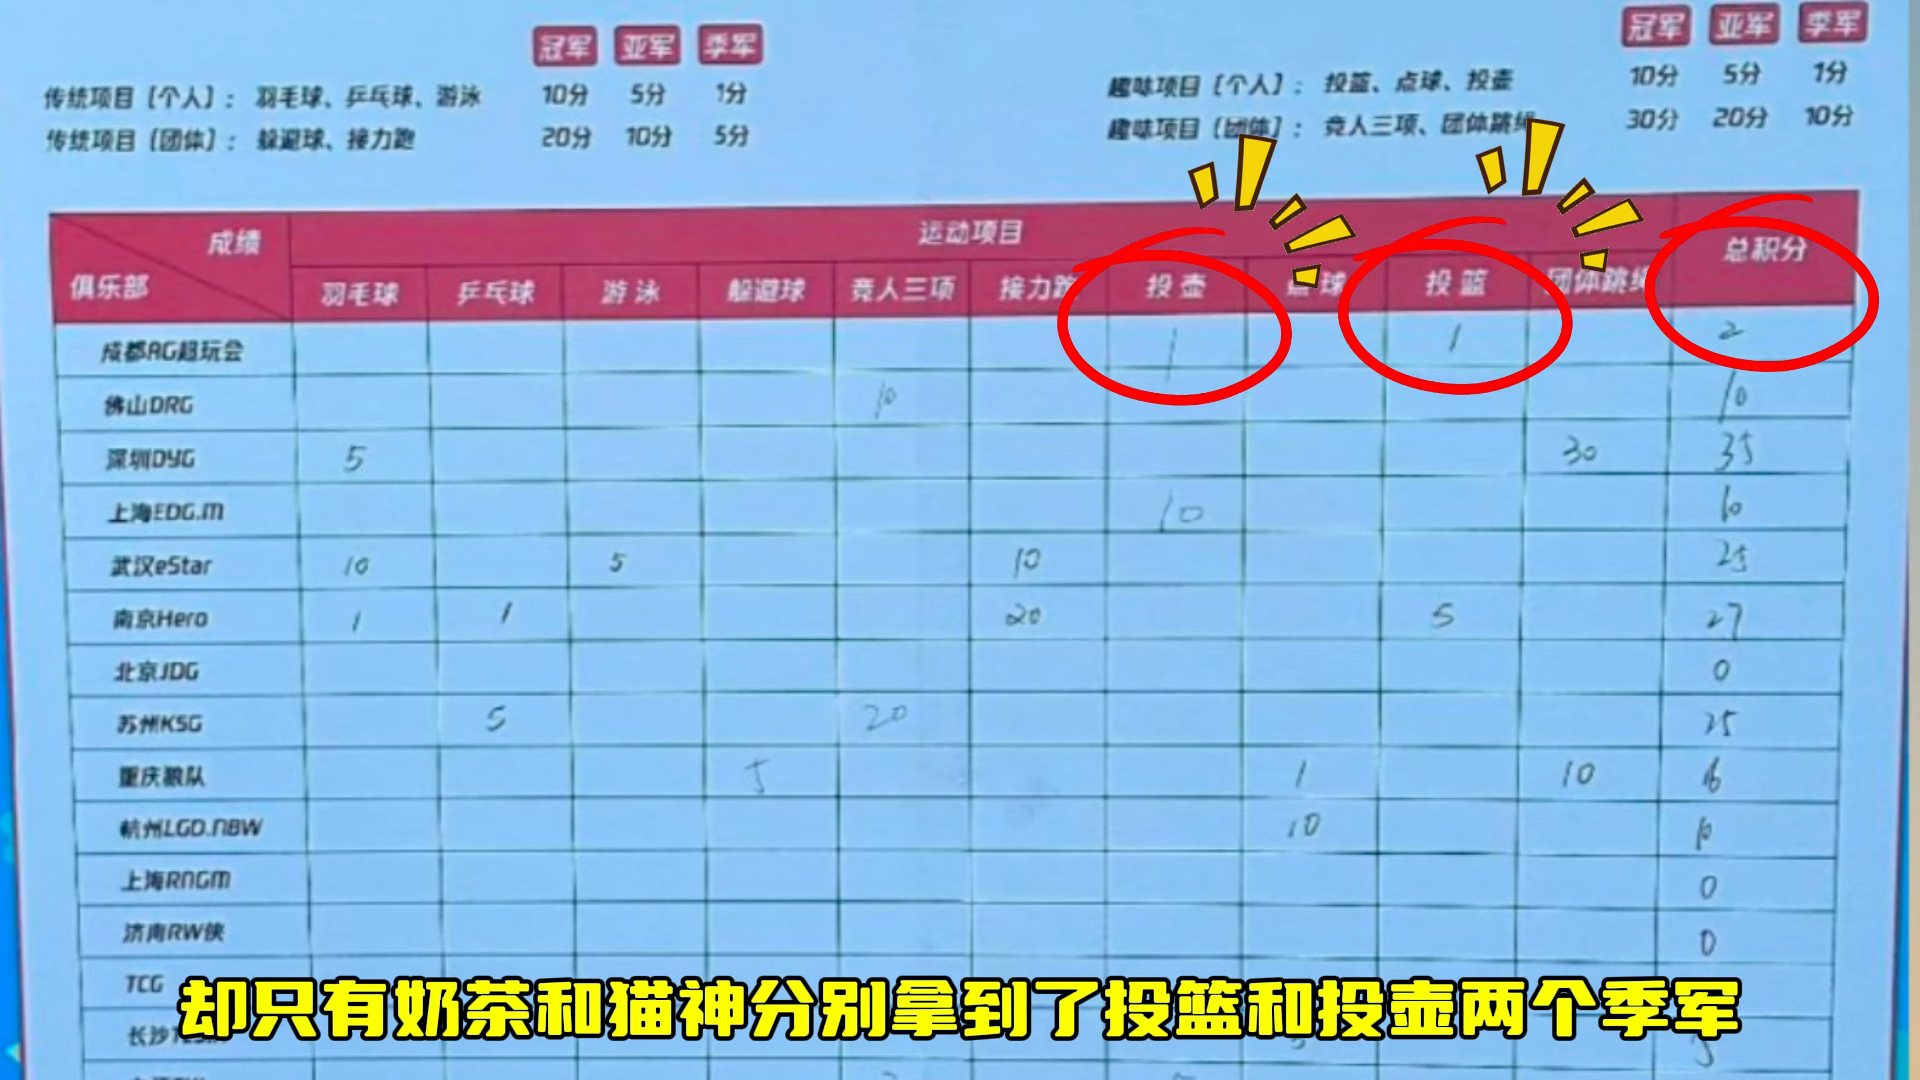 冠军 亚军 季军
传统项目（个人）： 羽毛球、乒乓球、游泳 10分 5分 1分
传统项目（团体）： 躲避球、接力跑 20分 10分 5分
冠军 亚军 季军
趣味项目（个人）： 投篮、点球、投壶 10分 5分 1分
趣味项目（团体）： 竞人三项、团体跳绳 30分 20分 10分
成绩 运动项目 总积分
俱乐部 羽毛球 乒乓球 游泳 躲避球 竞人三项 接力跑 投壶 点球 投篮 团体跳绳
成都AG超玩会 1 1 2
佛山DRG 10 10
深圳DYG 5 30 35
上海EDG.M 10 10
武汉eStar 10 5 10 25
南京Hero 1 1 20 5 27
北京JDG 0
苏州KSG 5 20 25
重庆狼队 5 1 10 16
杭州LGD.NBW 10 10
上海RNGM 0
济南RW侠 0
TCG
长沙
却只有奶茶和猫神分别拿到了投篮和投壶两个季军